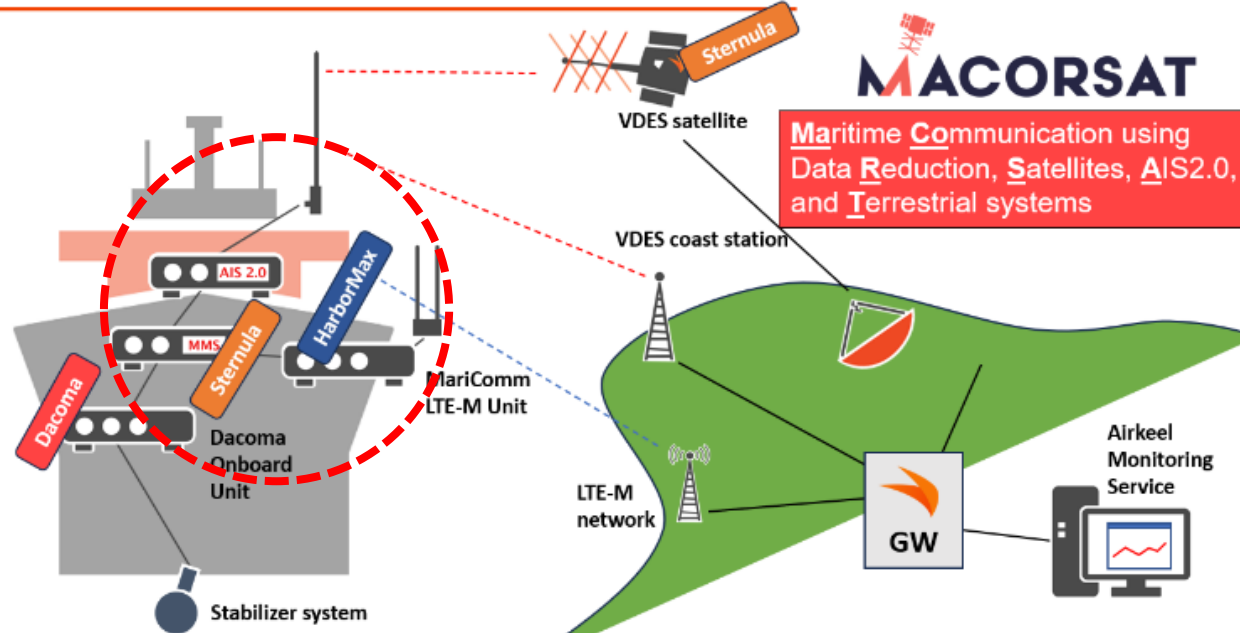 Sternula
MACORSAT
VDES satellite
Maritime Communication using
Data Reduction, Satellites, AIS2.0,
and Terrestrial systems
VDES coast station
AIS 2.0
HarborMax
MMS
Sternula
Dacoma
MariComm
LTE-M Unit
Dacoma
Onboard
Unit
LTE-M
network
GW
Airkeel
Monitoring
Service
Stabilizer system